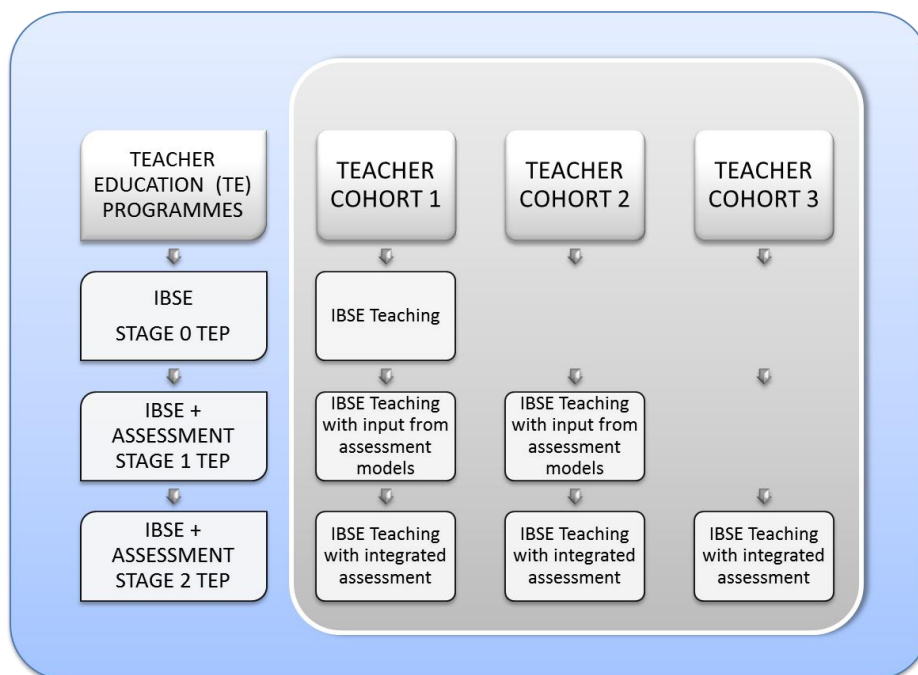 TEACHER
EDUCATION (TE)
PROGRAMMES
TEACHER
COHORT 1
TEACHER
COHORT 2
TEACHER
COHORT 3
IBSE
STAGE 0 TEP
IBSE Teaching
IBSE +
ASSESSMENT
STAGE 1 TEP
IBSE Teaching
with input from
assessment
models
IBSE Teaching
with input from
assessment
models
IBSE +
ASSESSMENT
STAGE 2 TEP
IBSE Teaching
with integrated
assessment
IBSE Teaching
with integrated
assessment
IBSE Teaching
with integrated
assessment